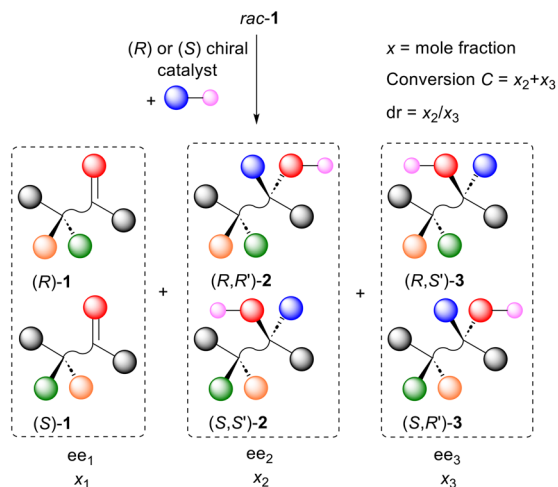 rac-1
(R) or (S) chiral
catalyst
+
x = mole fraction
Conversion C = x₂+x₃
dr = x₂/x₃
(R)-1
(R,R')-2
(R,S')-3
+
+
(S)-1
(S,S')-2
(S,R')-3
ee₁
ee₂
ee₃
x₁
x₂
x₃